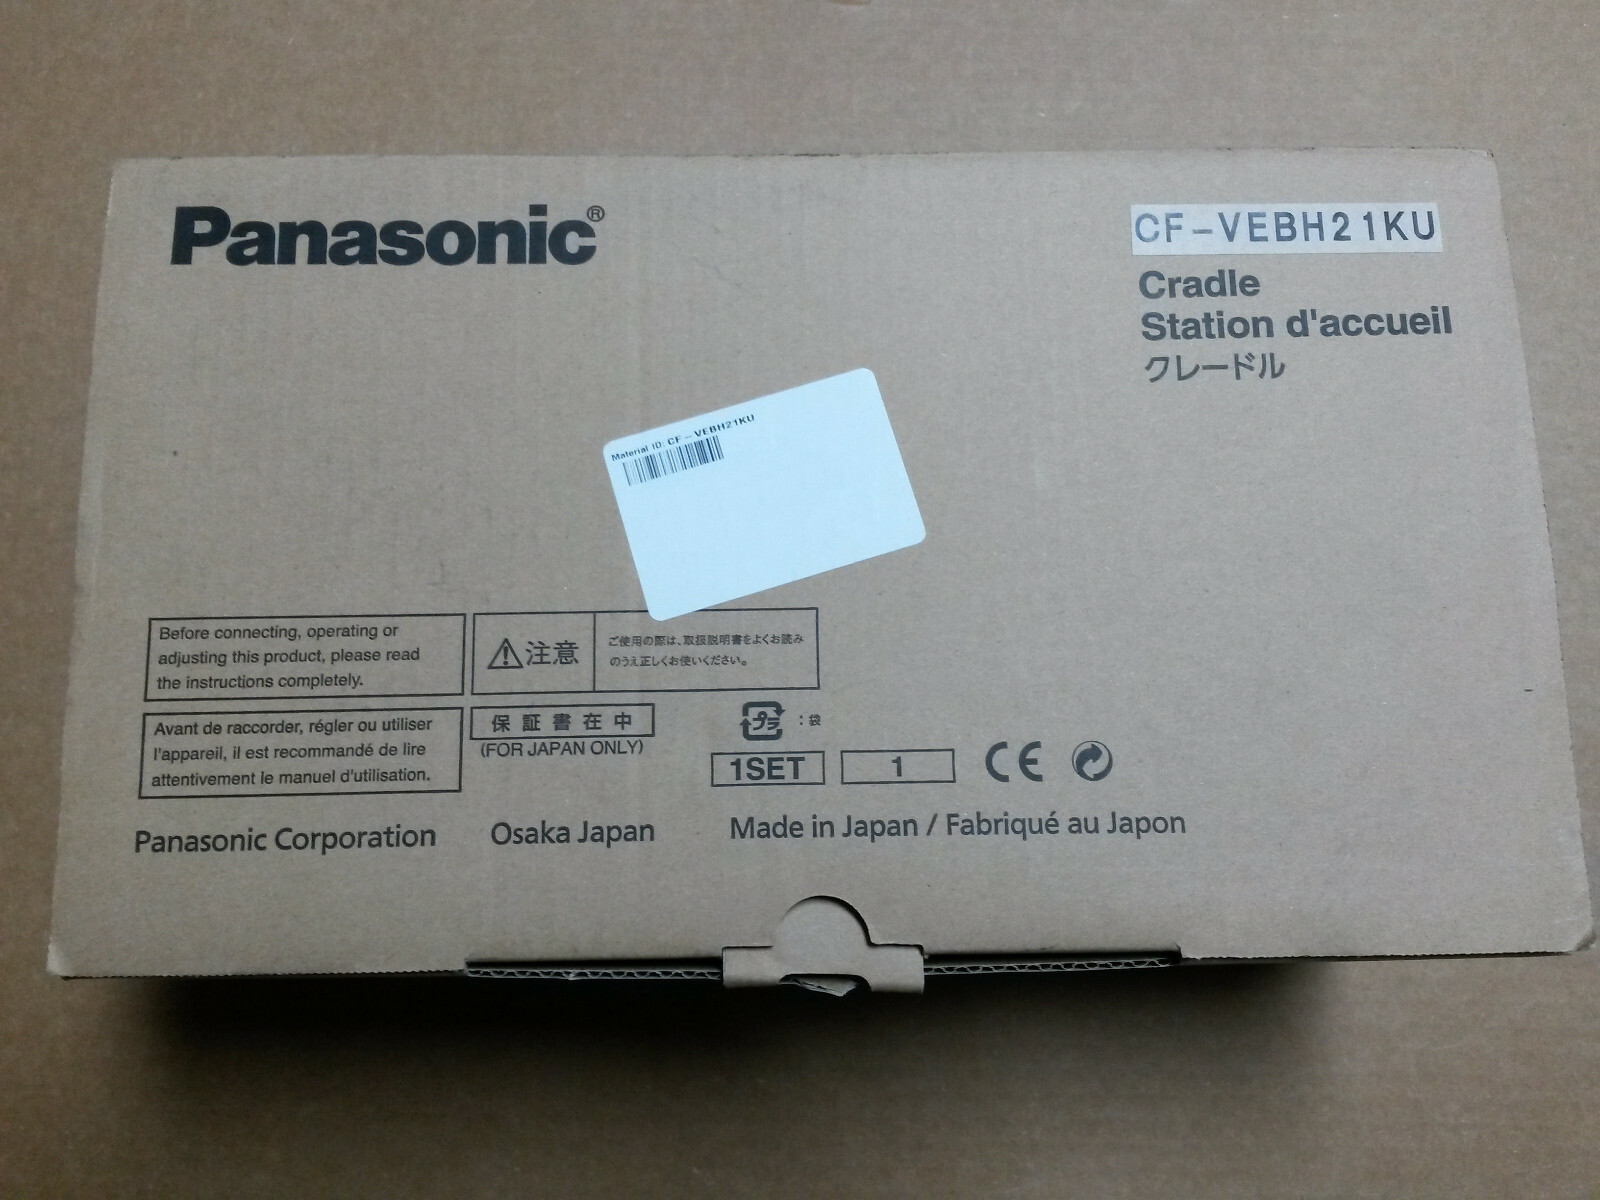 Panasonic®
CF-VEBH21KU
Cradle
Station d'accueil
クレードル
Material ID: CF-VEBH21KU
Before connecting, operating or
adjusting this product, please read
the instructions completely.
注意
ご使用の際は、取扱説明書をよくお読み
のうえ正しくお使いください。
Avant de raccorder, régler ou utiliser
l'appareil, il est recommandé de lire
attentivement le manuel d'utilisation.
保証書在中
(FOR JAPAN ONLY)
プラ : 袋
1SET
1
CE
Panasonic Corporation
Osaka Japan
Made in Japan / Fabriqué au Japon